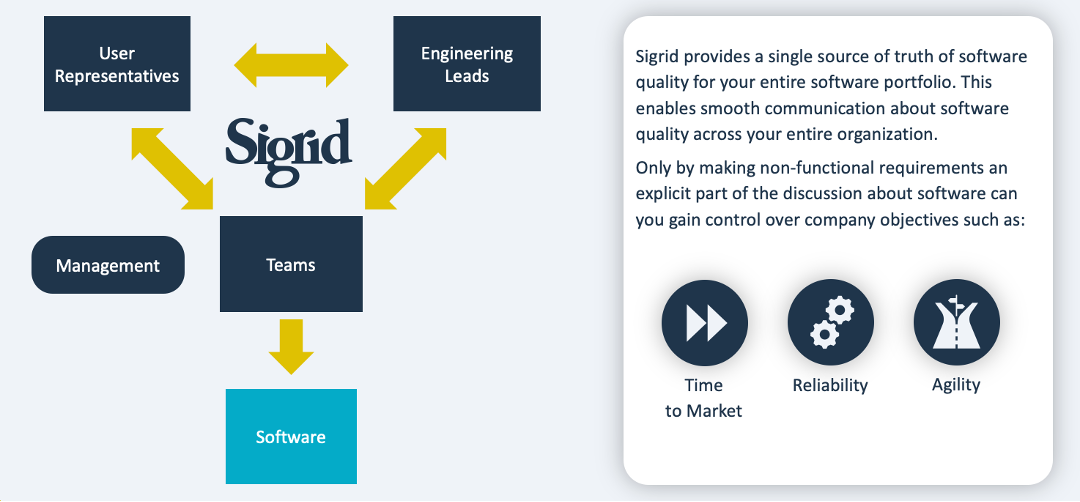 User
Representatives
Engineering
Leads
Sigrid
Management
Teams
Software
Sigrid provides a single source of truth of software
quality for your entire software portfolio. This
enables smooth communication about software
quality across your entire organization.
Only by making non-functional requirements an
explicit part of the discussion about software can
you gain control over company objectives such as:
Time
to Market
Reliability
Agility